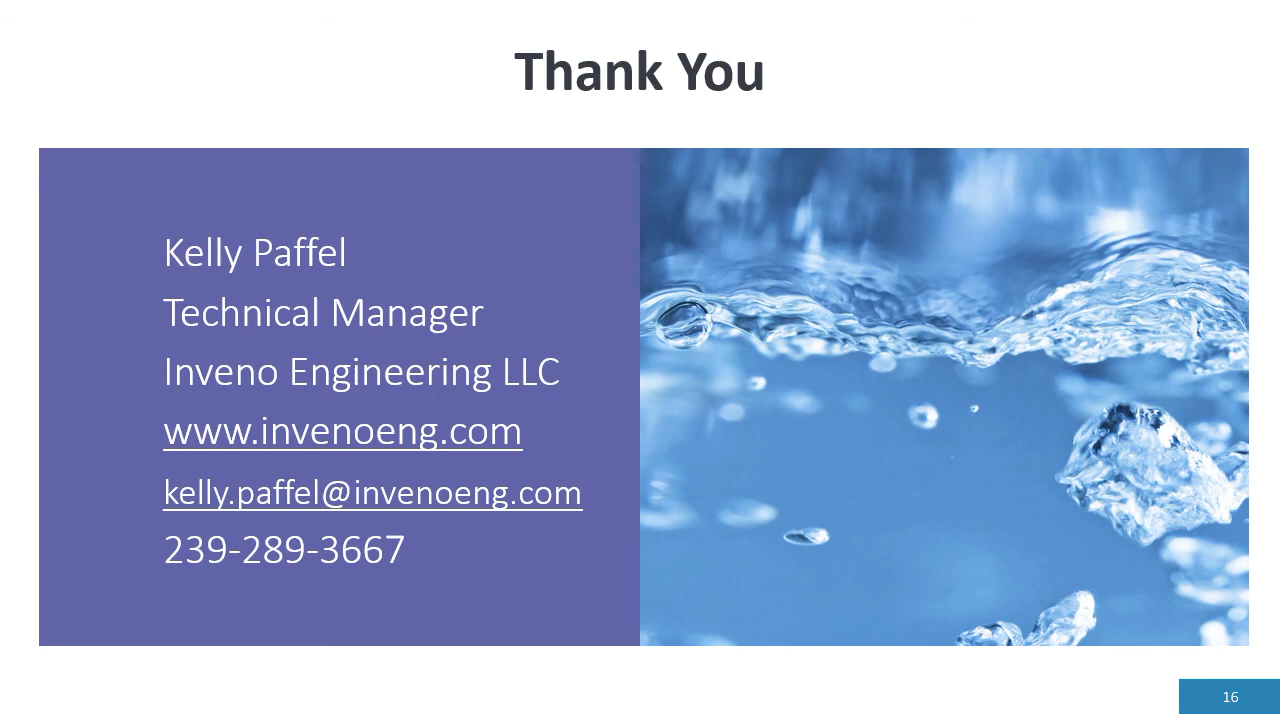 Thank You
Kelly Paffel
Technical Manager
Inveno Engineering LLC
www.invenoeng.com
kelly.paffel@invenoeng.com
239-289-3667
16